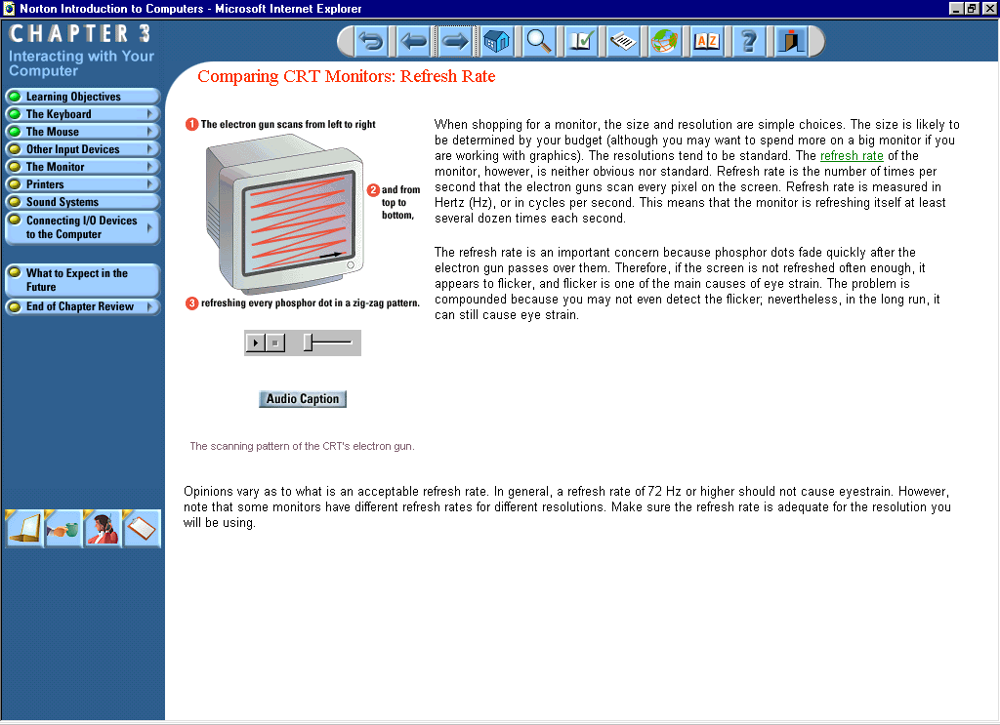 Norton Introduction to Computers - Microsoft Internet Explorer
CHAPTER 3
Interacting with Your
Computer
Learning Objectives
The Keyboard
The Mouse
Other Input Devices
The Monitor
Printers
Sound Systems
Connecting I/O Devices
to the Computer
What to Expect in the
Future
End of Chapter Review
A Z
?
Comparing CRT Monitors: Refresh Rate
1 The electron gun scans from left to right
2 and from
top to
bottom,
3 refreshing every phosphor dot in a zig-zag pattern.
Audio Caption
The scanning pattern of the CRT's electron gun.
When shopping for a monitor, the size and resolution are simple choices. The size is likely to
be determined by your budget (although you may want to spend more on a big monitor if you
are working with graphics). The resolutions tend to be standard. The refresh rate of the
monitor, however, is neither obvious nor standard. Refresh rate is the number of times per
second that the electron guns scan every pixel on the screen. Refresh rate is measured in
Hertz (Hz), or in cycles per second. This means that the monitor is refreshing itself at least
several dozen times each second.
The refresh rate is an important concern because phosphor dots fade quickly after the
electron gun passes over them. Therefore, if the screen is not refreshed often enough, it
appears to flicker, and flicker is one of the main causes of eye strain. The problem is
compounded because you may not even detect the flicker; nevertheless, in the long run, it
can still cause eye strain.
Opinions vary as to what is an acceptable refresh rate. In general, a refresh rate of 72 Hz or higher should not cause eyestrain. However,
note that some monitors have different refresh rates for different resolutions. Make sure the refresh rate is adequate for the resolution you
will be using.